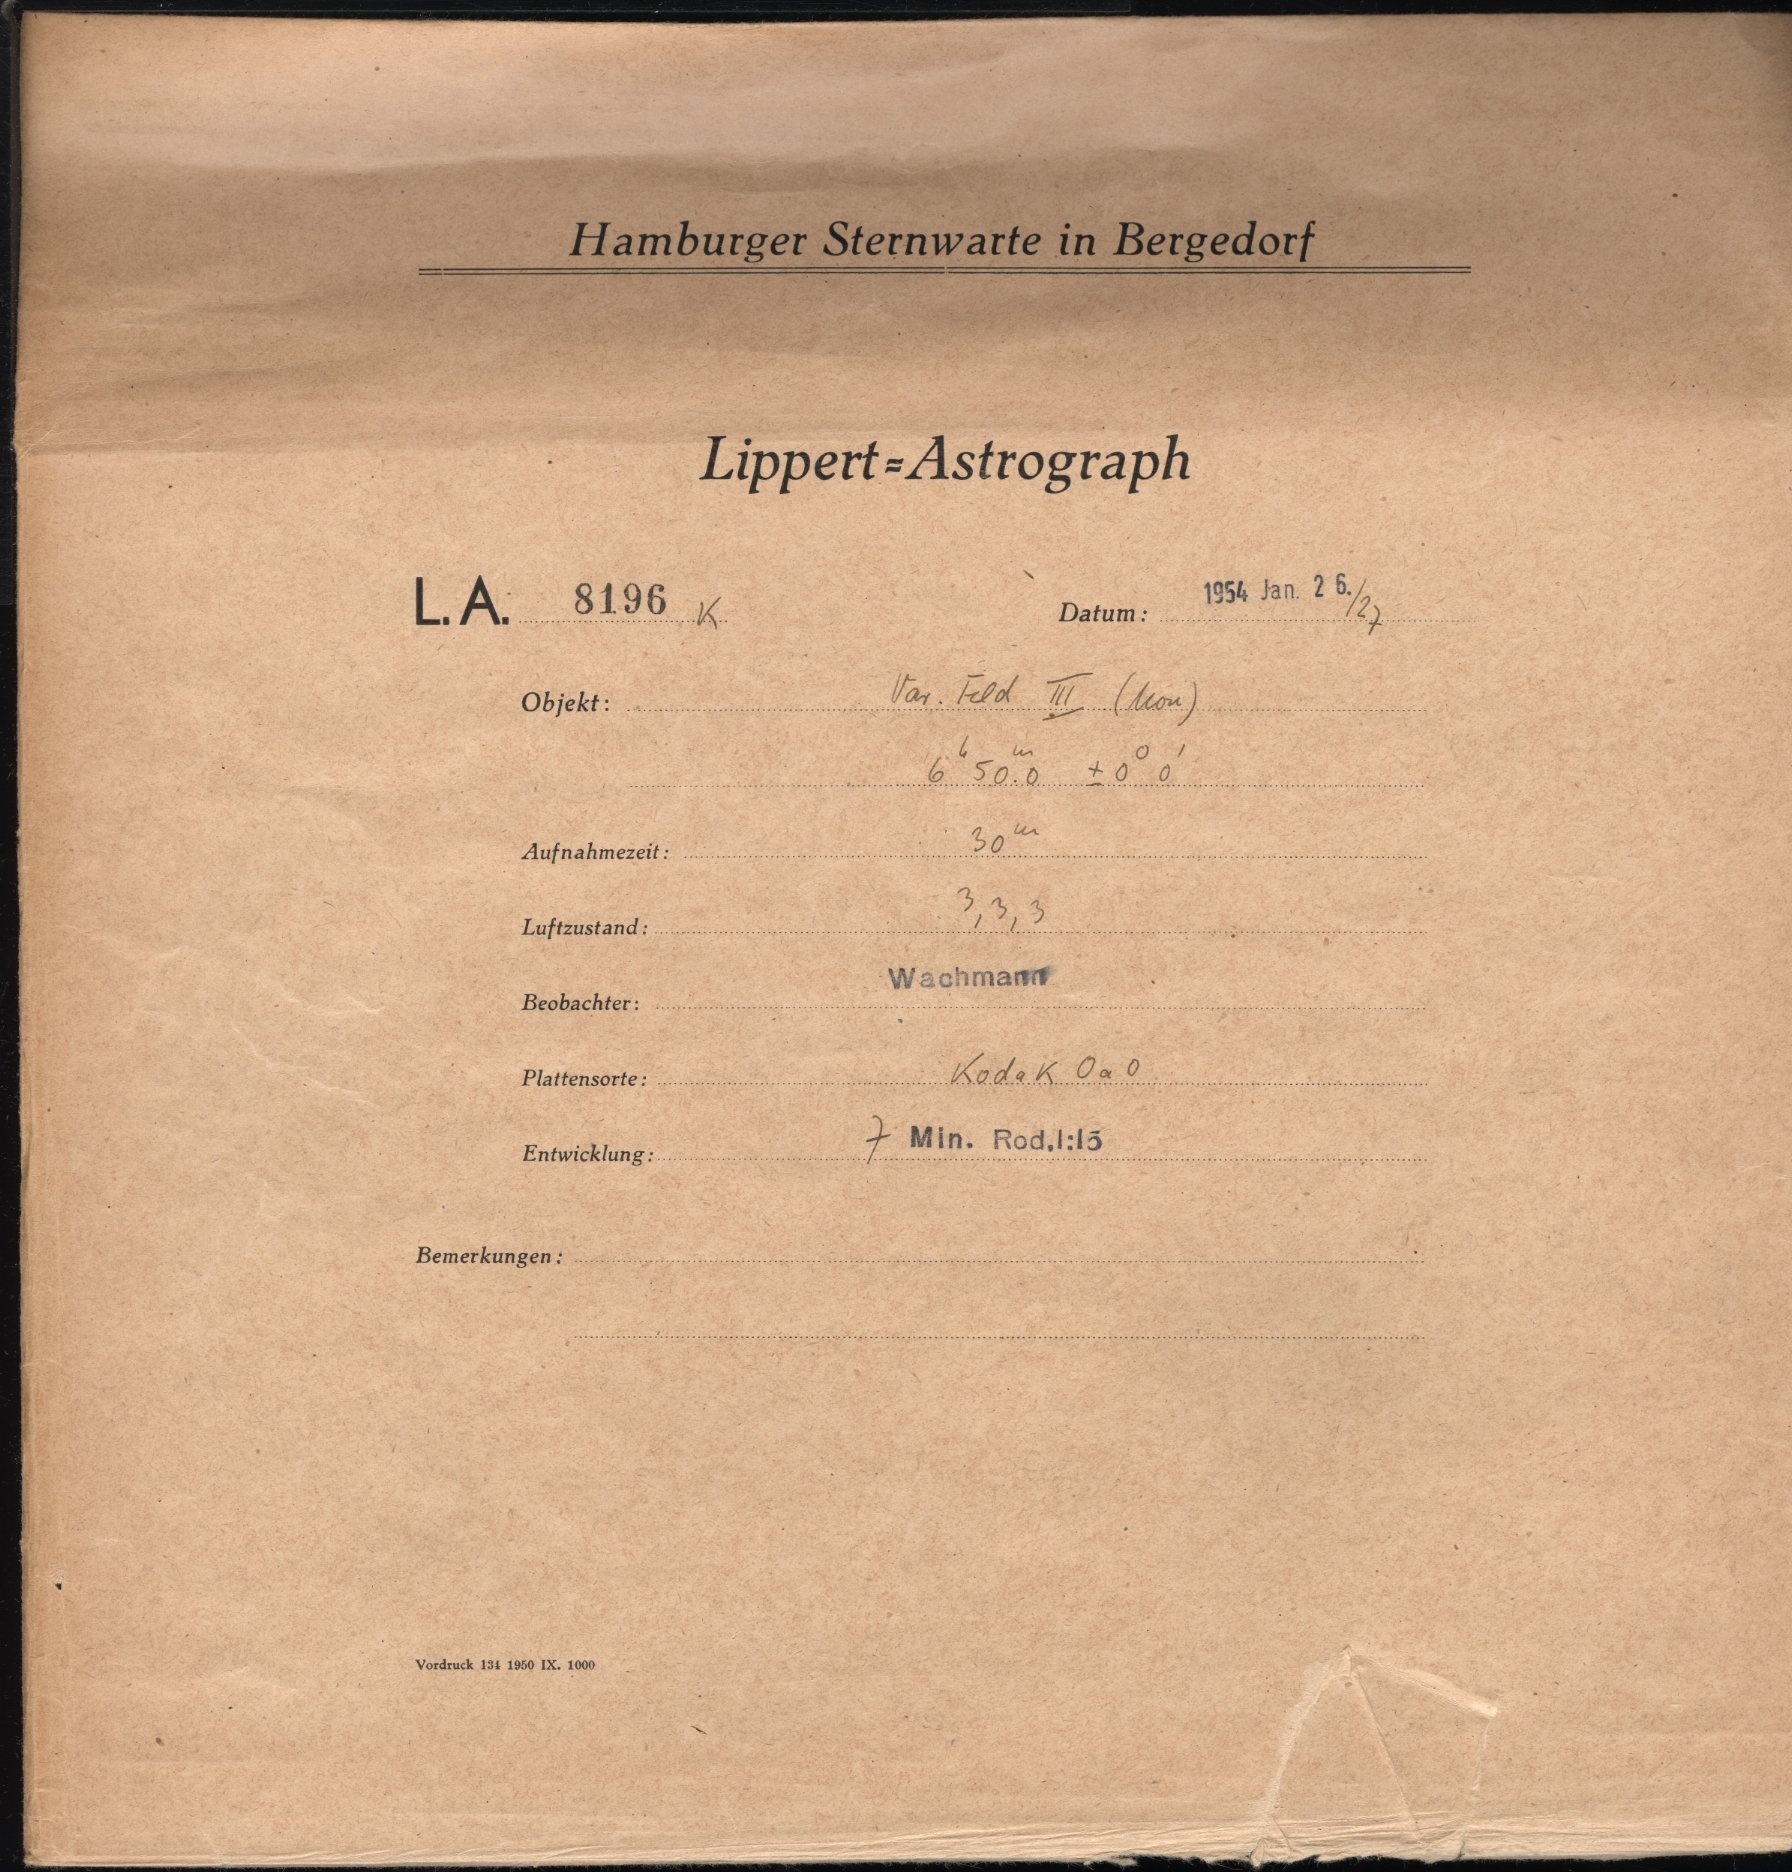 Hamburger Sternwarte in Bergedorf
Lippert=Astrograph
L. A. 8196 K Datum: 1954 Jan. 26./27
Objekt: Var. Feld III (Mon)
6ʰ 50.ᵐ0 ±0° 0'
Aufnahmezeit: 30ᵐ
Luftzustand: 3, 3, 3
Beobachter: Wachmann
Plattensorte: Kodak OaO
Entwicklung: 7 Min. Rod. 1:15
Bemerkungen:
Vordruck 134 1950 IX. 1000